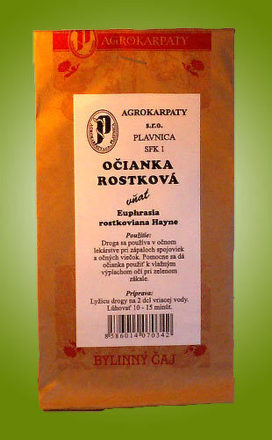 AGROKARPATY
AGROKARPATY
s.r.o.
PLAVNICA
SFK 1
OČIANKA
ROSTKOVÁ
vňať
Euphrasia
rostkoviana Hayne
Použitie:
Droga sa používa v očnom
lekárstve pri zápaloch spojoviek
a očných viečok. Pomocne sa dá
očianka použiť k vlažným
výplachom očí pri zelenom
zákale.
Príprava:
Lyžicu drogy na 2 dcl vriacej vody.
Lúhovať 10 - 15 minút.
8586014070342
BYLINNÝ ČAJ